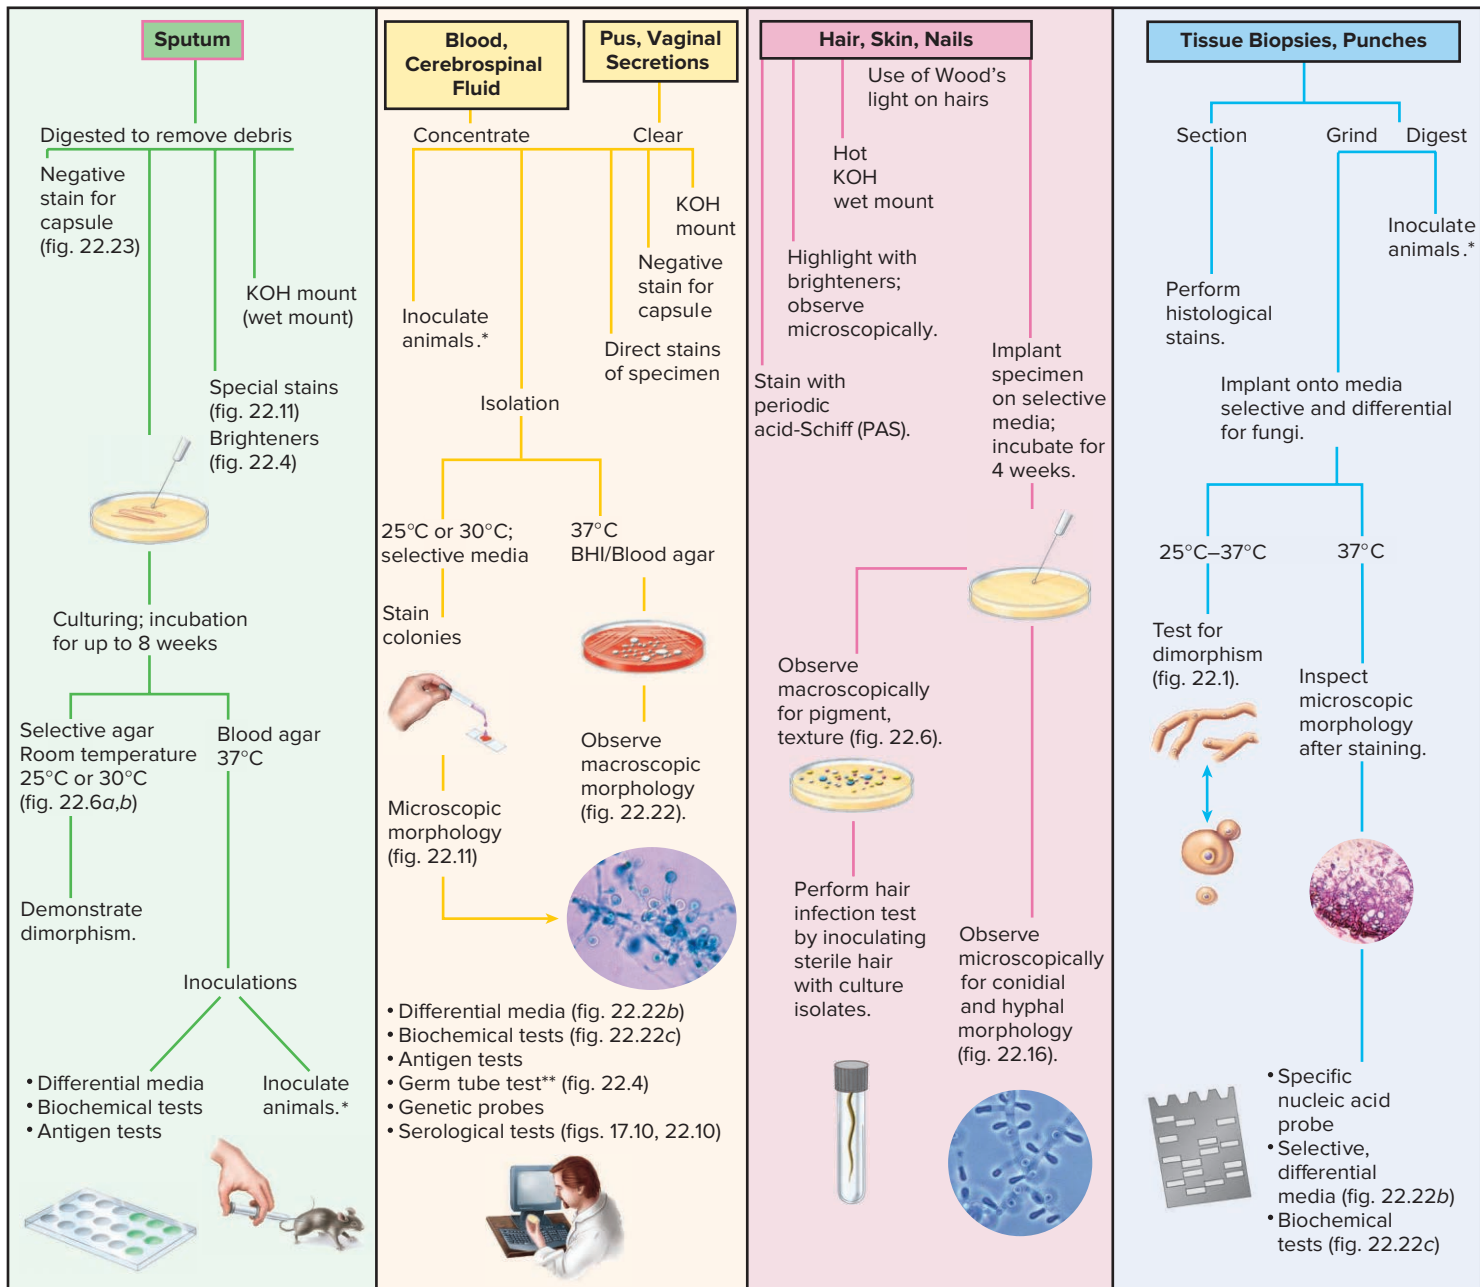 Sputum
Digested to remove debris
Negative
stain for
capsule
(fig. 22.23)
KOH mount
(wet mount)
Special stains
(fig. 22.11)
Brighteners
(fig. 22.4)
Culturing; incubation
for up to 8 weeks
Selective agar
Room temperature
25°C or 30°C
(fig. 22.6a,b)
Blood agar
37°C
Demonstrate
dimorphism.
Inoculations
• Differential media
• Biochemical tests
• Antigen tests
Inoculate
animals.*
Blood,
Cerebrospinal
Fluid
Pus, Vaginal
Secretions
Concentrate
Clear
KOH
mount
Negative
stain for
capsule
Inoculate
animals.*
Direct stains
of specimen
Isolation
25°C or 30°C;
selective media
37°C
BHI/Blood agar
Stain
colonies
Observe
macroscopic
morphology
(fig. 22.22).
Microscopic
morphology
(fig. 22.11)
• Differential media (fig. 22.22b)
• Biochemical tests (fig. 22.22c)
• Antigen tests
• Germ tube test** (fig. 22.4)
• Genetic probes
• Serological tests (figs. 17.10, 22.10)
Hair, Skin, Nails
Use of Wood's
light on hairs
Hot
KOH
wet mount
Highlight with
brighteners;
observe
microscopically.
Stain with
periodic
acid-Schiff (PAS).
Implant
specimen
on selective
media;
incubate for
4 weeks.
Observe
macroscopically
for pigment,
texture (fig. 22.6).
Perform hair
infection test
by inoculating
sterile hair
with culture
isolates.
Observe
microscopically
for conidial
and hyphal
morphology
(fig. 22.16).
Tissue Biopsies, Punches
Section
Grind
Digest
Inoculate
animals.*
Perform
histological
stains.
Implant onto media
selective and differential
for fungi.
25°C–37°C
37°C
Test for
dimorphism
(fig. 22.1).
Inspect
microscopic
morphology
after staining.
• Specific
nucleic acid
probe
• Selective,
differential
media (fig. 22.22b)
• Biochemical
tests (fig. 22.22c)